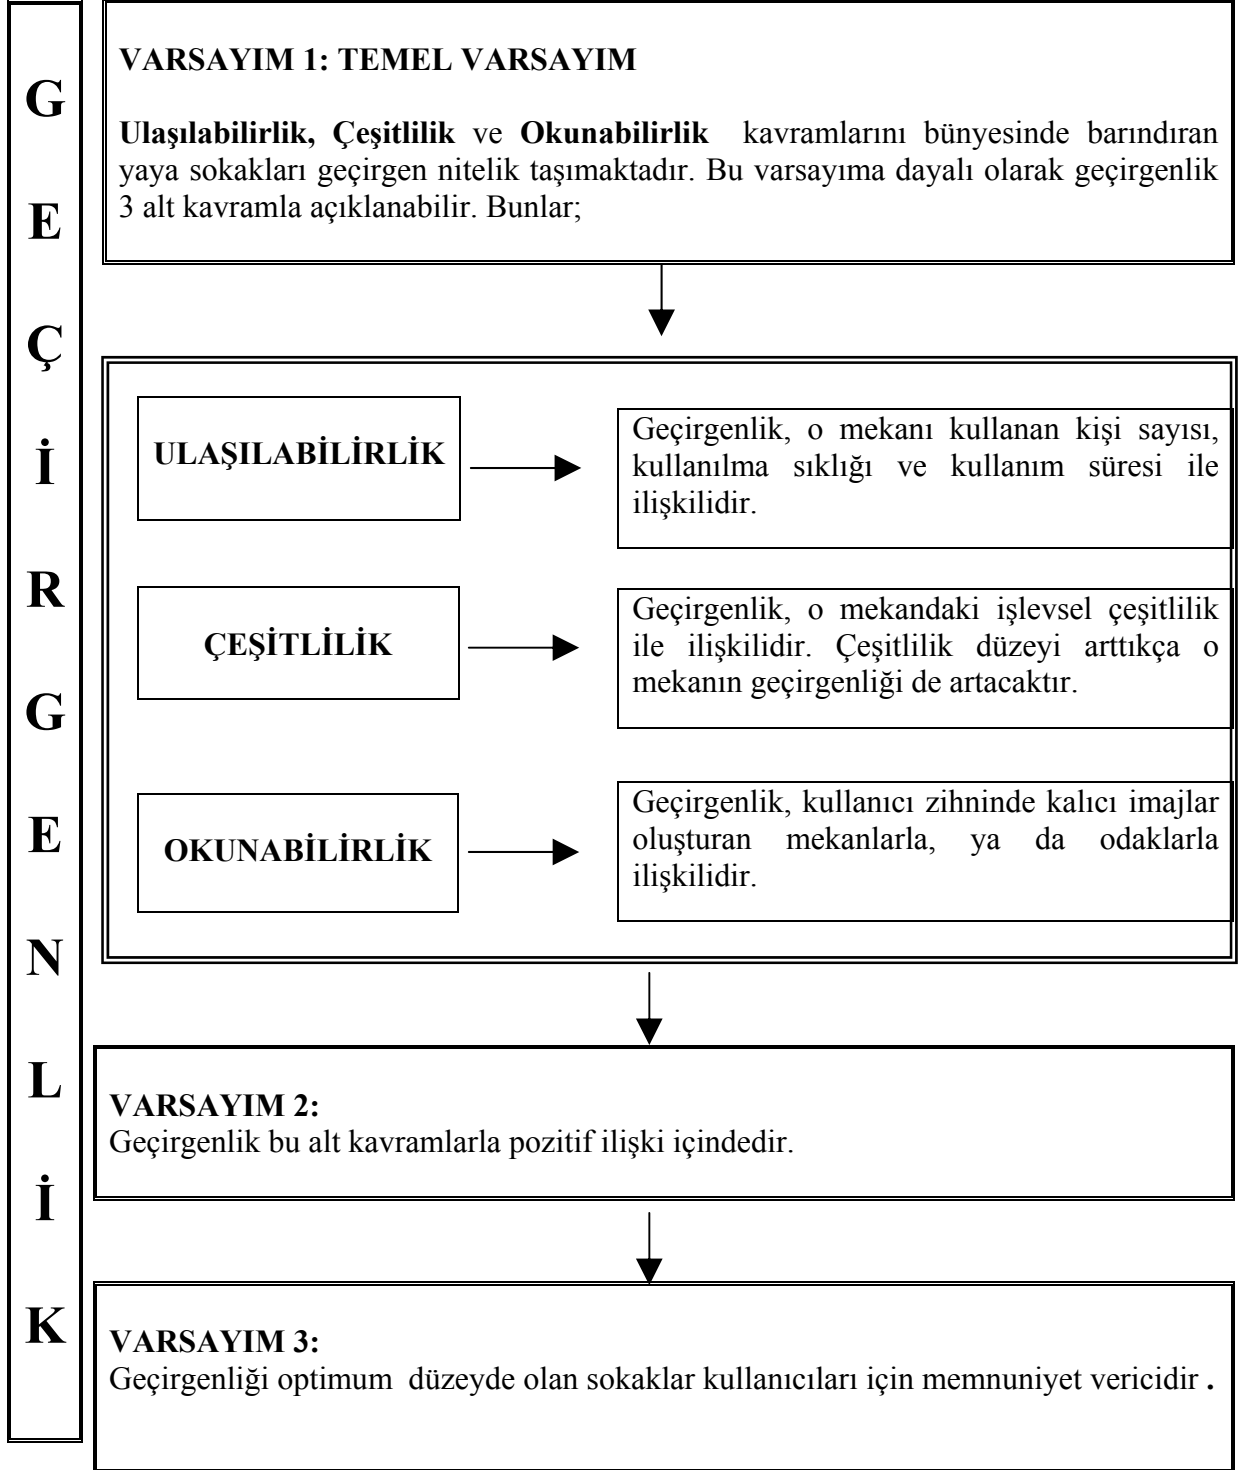 G
E
Ç
İ
R
G
E
N
L
İ
K
VARSAYIM 1: TEMEL VARSAYIM
Ulaşılabilirlik, Çeşitlilik ve Okunabilirlik kavramlarını bünyesinde barındıran
yaya sokakları geçirgen nitelik taşımaktadır. Bu varsayıma dayalı olarak geçirgenlik
3 alt kavramla açıklanabilir. Bunlar;
ULAŞILABİLİRLİK
Geçirgenlik, o mekanı kullanan kişi sayısı,
kullanılma sıklığı ve kullanım süresi ile
ilişkilidir.
ÇEŞİTLİLİK
Geçirgenlik, o mekandaki işlevsel çeşitlilik
ile ilişkilidir. Çeşitlilik düzeyi arttıkça o
mekanın geçirgenliği de artacaktır.
OKUNABİLİRLİK
Geçirgenlik, kullanıcı zihninde kalıcı imajlar
oluşturan mekanlarla, ya da odaklarla
ilişkilidir.
VARSAYIM 2:
Geçirgenlik bu alt kavramlarla pozitif ilişki içindedir.
VARSAYIM 3:
Geçirgenliği optimum düzeyde olan sokaklar kullanıcıları için memnuniyet vericidir .